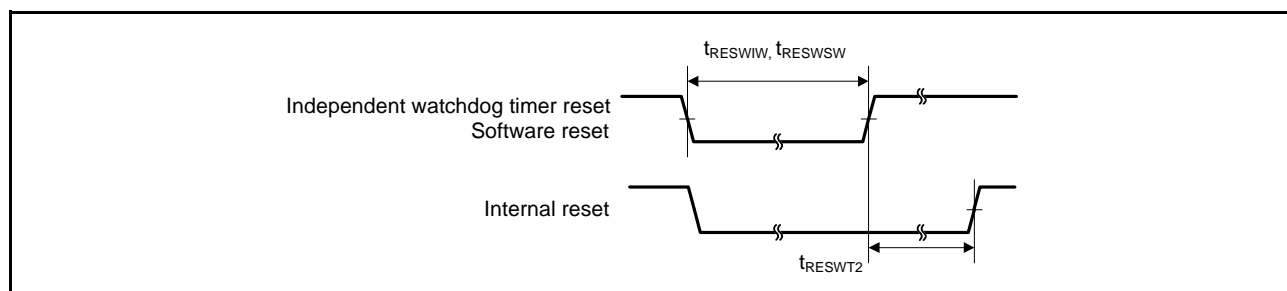 tRESWIW, tRESWSW
Independent watchdog timer reset
Software reset
Internal reset
tRESWT2